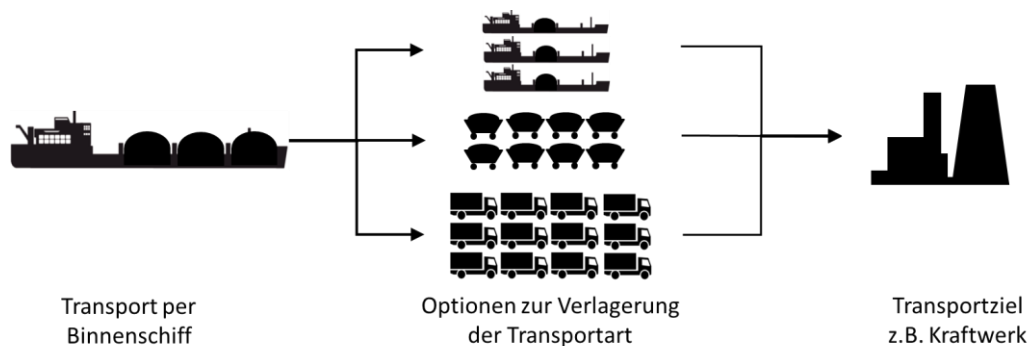 Transport per
Binnenschiff
Optionen zur Verlagerung
der Transportart
Transportziel
z.B. Kraftwerk